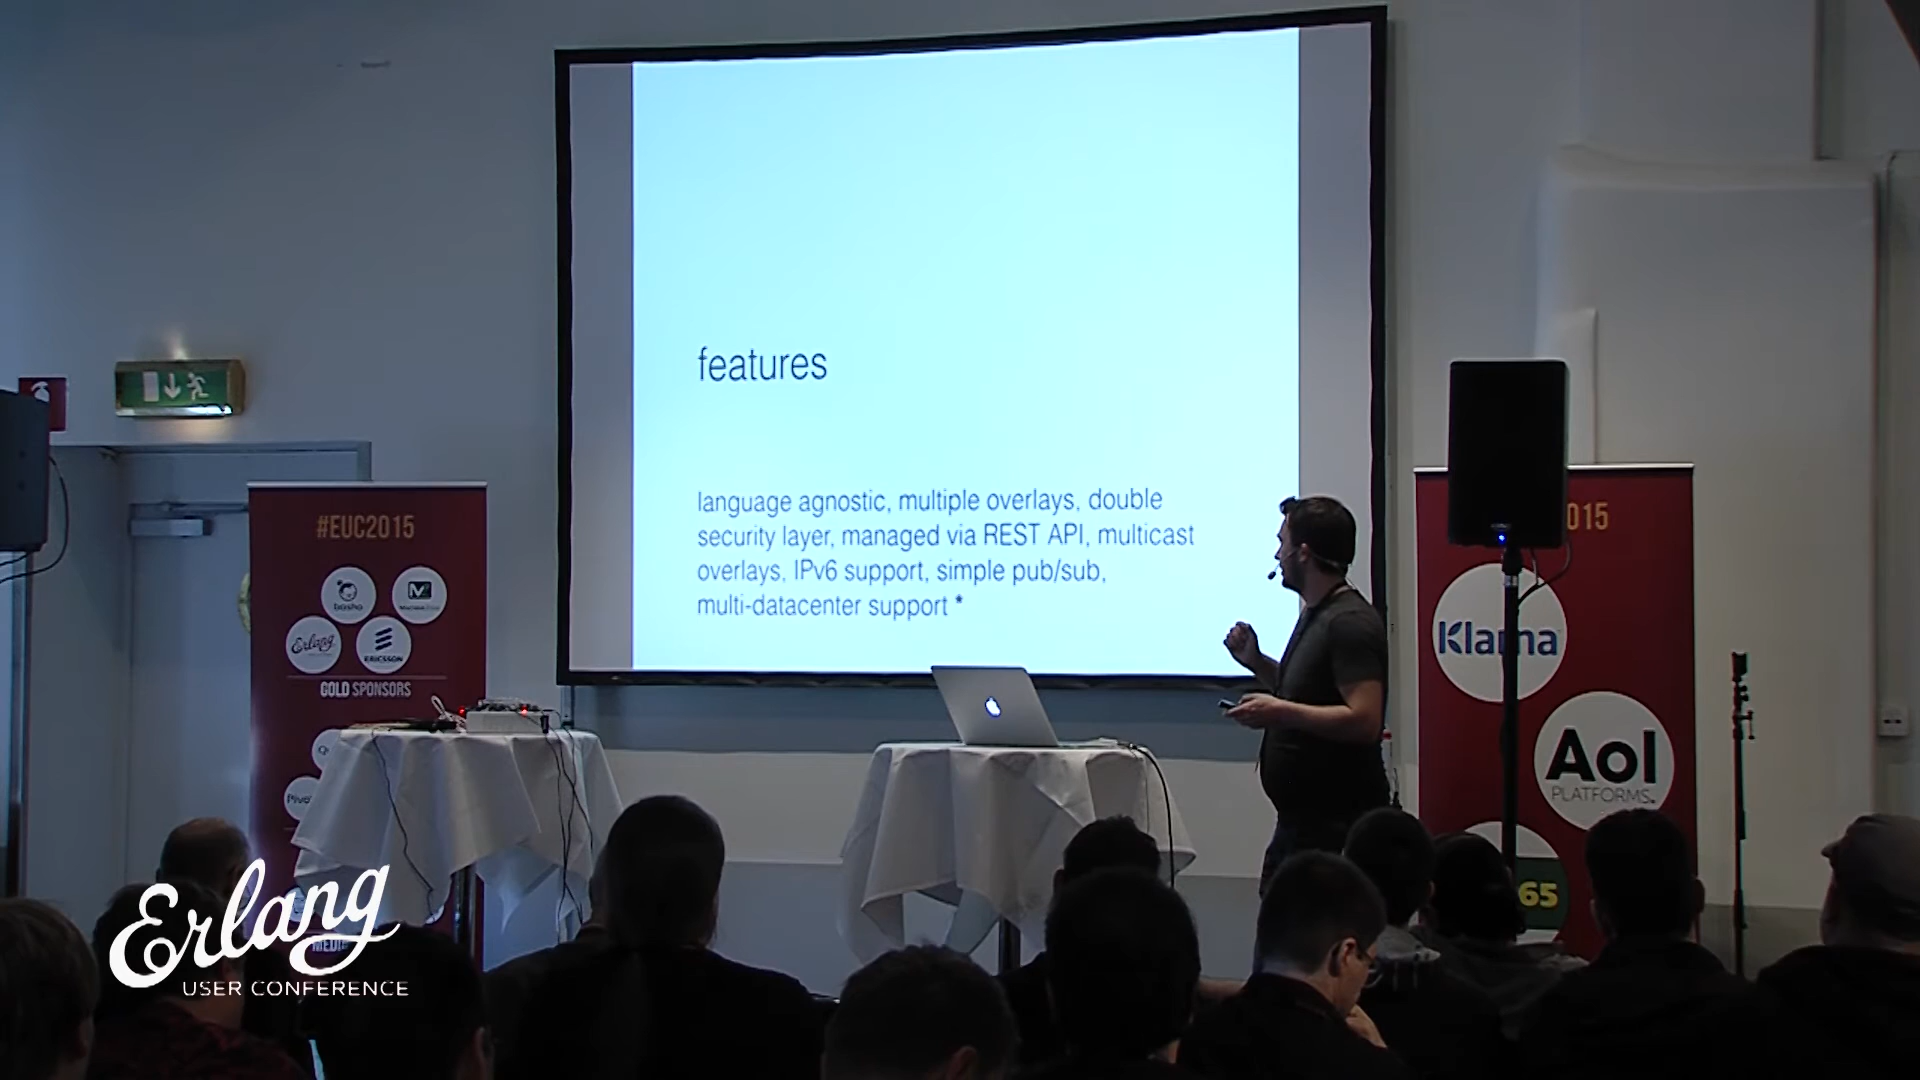 features
language agnostic, multiple overlays, double
security layer, managed via REST API, multicast
overlays, IPv6 support, simple pub/sub,
multi-datacenter support *
#EUC2015
basho
Erlang
ERICSSON
GOLD SPONSORS
015
Klarna
Aol
PLATFORMS.
65
Erlang
USER CONFERENCE